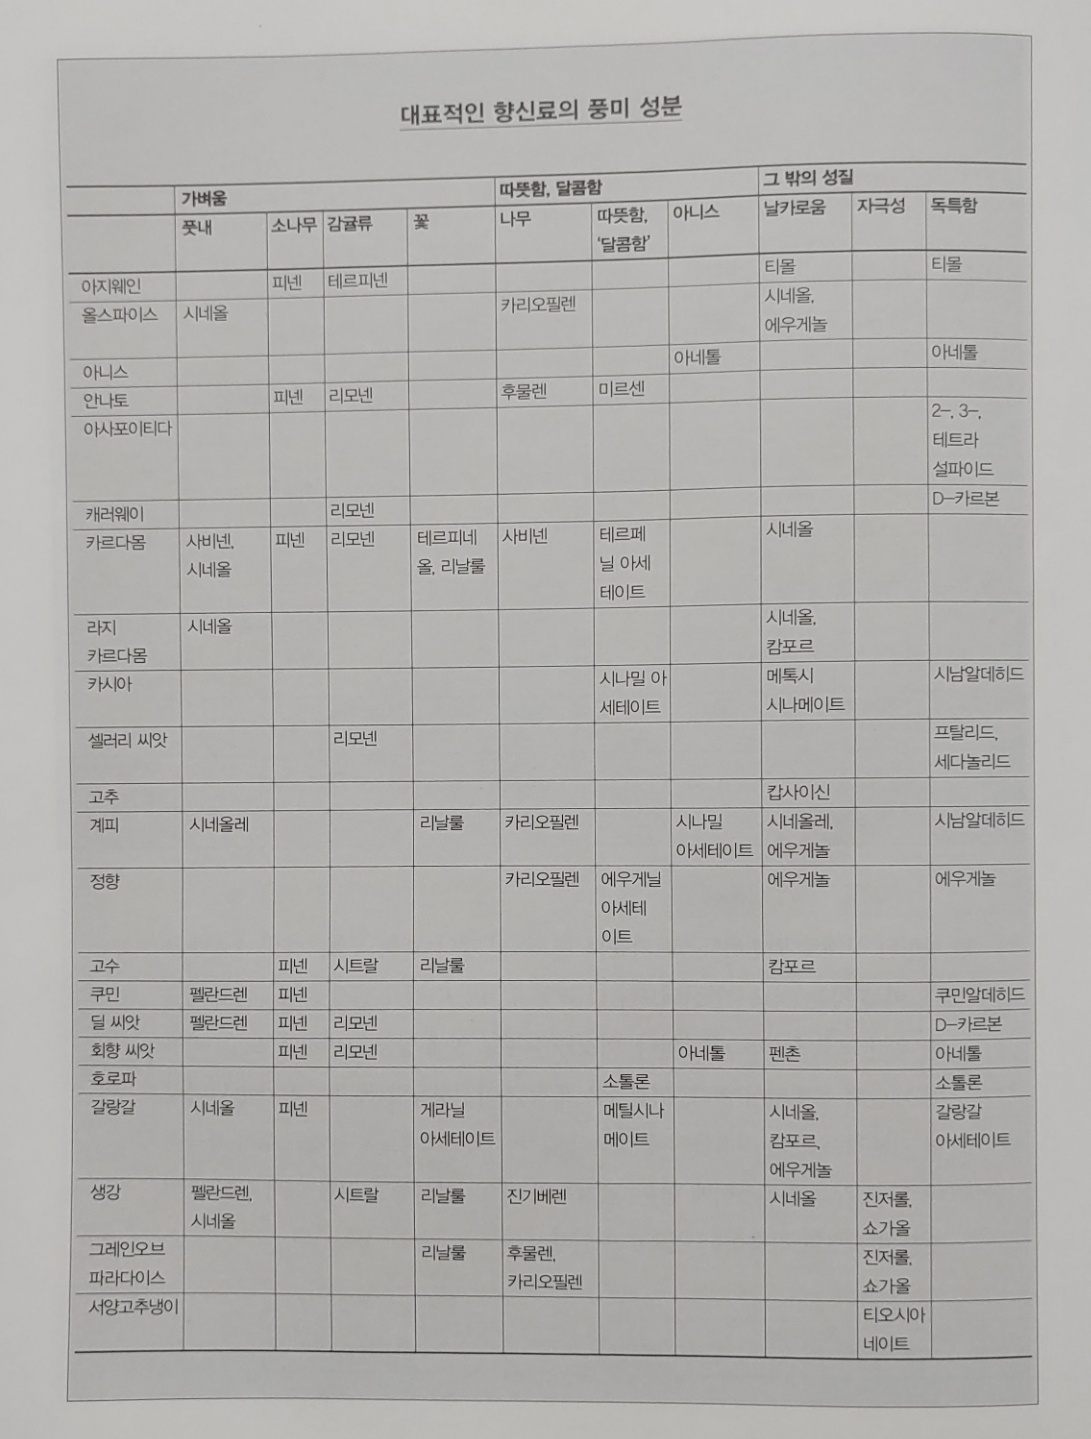 대표적인 향신료의 풍미 성분
가벼움 따뜻함, 달콤함 그 밖의 성질
풋내 소나무 감귤류 꽃 나무 따뜻함, 아니스 날카로움 자극성 독특함
'달콤함'
아지웨인 피넨 테르피넨 티몰 티몰
올스파이스 시네올 카리오필렌 시네올,
에우게놀
아니스 아네톨 아네톨
안나토 피넨 리모넨 후물렌 미르센
아사포이티다 2-, 3-,
테트라
설파이드
캐러웨이 리모넨 D-카르본
카르다몸 사비넨, 피넨 리모넨 테르피네 사비넨 테르페 시네올
시네올 올, 리날룰 닐 아세
테이트
라지 시네올 시네올,
카르다몸 캄포르
카시아 시나밀 아 메톡시 시남알데히드
세테이트 시나메이트
셀러리 씨앗 리모넨 프탈리드,
세다놀리드
고추 캅사이신
계피 시네올레 리날룰 카리오필렌 시나밀 시네올레, 시남알데히드
아세테이트 에우게놀
정향 카리오필렌 에우게닐 에우게놀 에우게놀
아세테
이트
고수 피넨 시트랄 리날룰 캄포르
쿠민 펠란드렌 피넨 쿠민알데히드
딜 씨앗 펠란드렌 피넨 리모넨 D-카르본
회향 씨앗 피넨 리모넨 아네톨 펜촌 아네톨
호로파 소톨론 소톨론
갈랑갈 시네올 피넨 게라닐 메틸시나 시네올, 갈랑갈
아세테이트 메이트 캄포르, 아세테이트
에우게놀
생강 펠란드렌, 시트랄 리날룰 진기베렌 시네올 진저롤,
시네올 쇼가올
그레인오브 리날룰 후물렌, 진저롤,
파라다이스 카리오필렌 쇼가올
서양고추냉이 티오시아
네이트